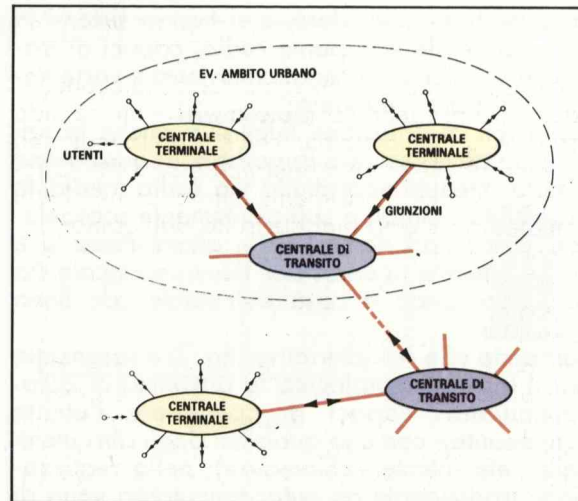 EV. AMBITO URBANO
CENTRALE
TERMINALE
CENTRALE
TERMINALE
UTENTI
GIUNZIONI
CENTRALE Di
TRANSITO
CENTRALE DI
TRANSITO
CENTRALE
TERMINALE